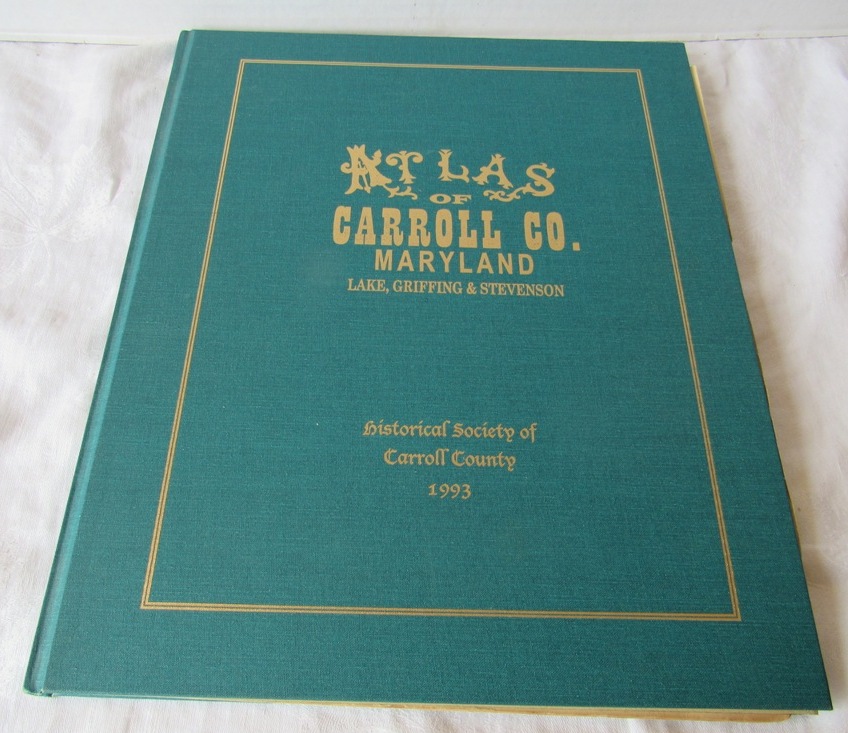 ATLAS
OF
CARROLL CO.
MARYLAND
LAKE, GRIFFING & STEVENSON
Historical Society of
Carroll County
1993